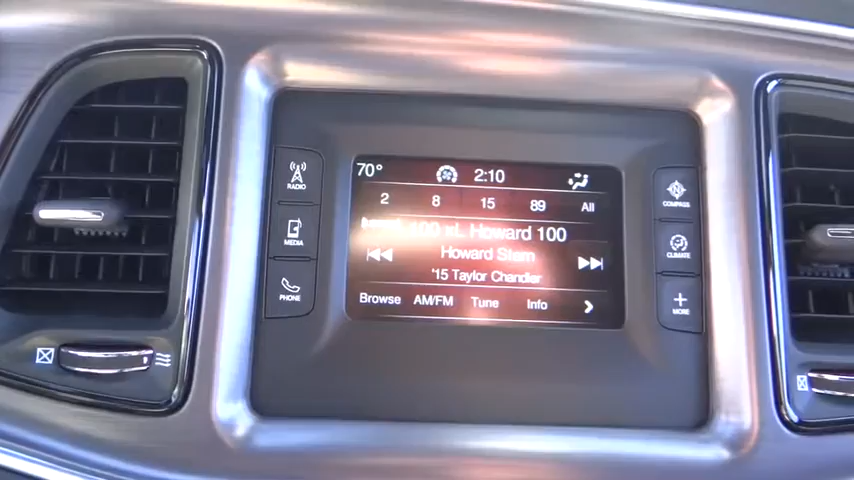 RADIO
MEDIA
PHONE
70° 2:10
2 8 15 89 All
100 xL Howard 100
Howard Stern
'15 Taylor Chandler
Browse AM/FM Tune Info
COMPASS
CLIMATE
MORE